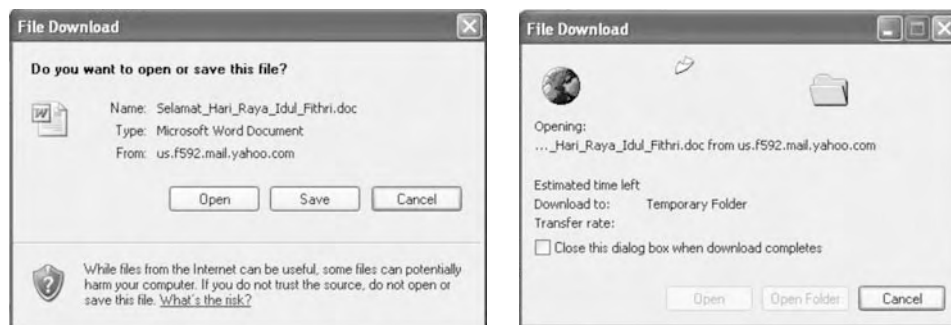 File Download
Do you want to open or save this file?
Name: Selamat_Hari_Raya_Idul_Fithri.doc
Type: Microsoft Word Document
From: us.f592.mail.yahoo.com
Open Save Cancel
While files from the Internet can be useful, some files can potentially
harm your computer. If you do not trust the source, do not open or
save this file. What's the risk?
File Download
Opening:
..._Hari_Raya_Idul_Fithri.doc from us.f592.mail.yahoo.com
Estimated time left
Download to: Temporary Folder
Transfer rate:
Close this dialog box when download completes
Open Open Folder Cancel